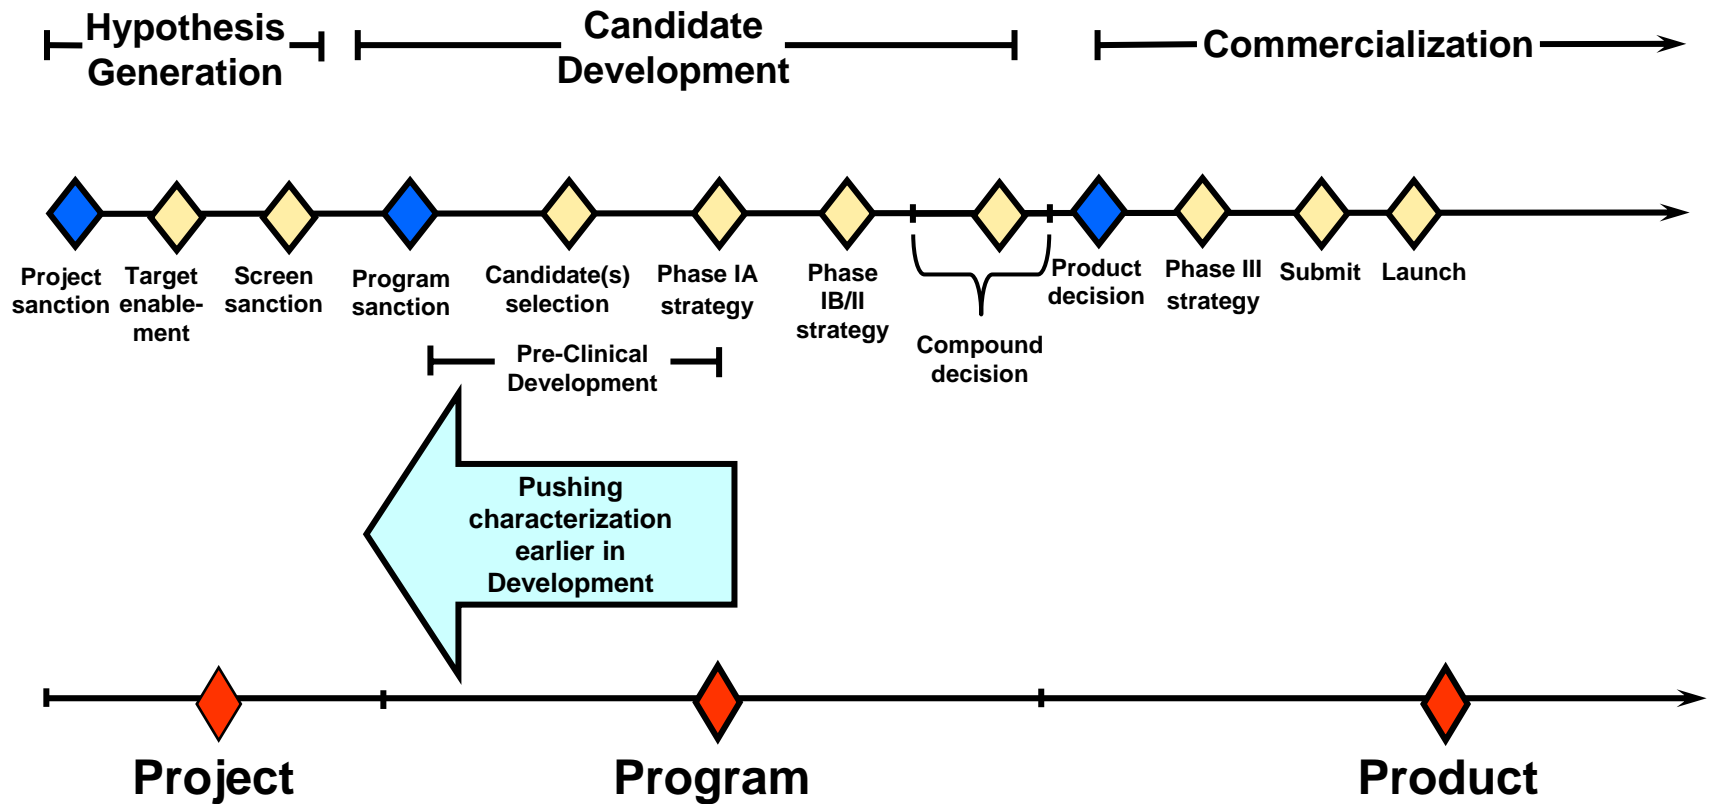 Hypothesis
Generation
Candidate
Development
Commercialization
Project
sanction
Target
enable-
ment
Screen
sanction
Program
sanction
Candidate(s)
selection
Phase IA
strategy
Phase
IB/II
strategy
Compound
decision
Product
decision
Phase III
strategy
Submit
Launch
Pre-Clinical
Development
Pushing
characterization
earlier in
Development
Project
Program
Product